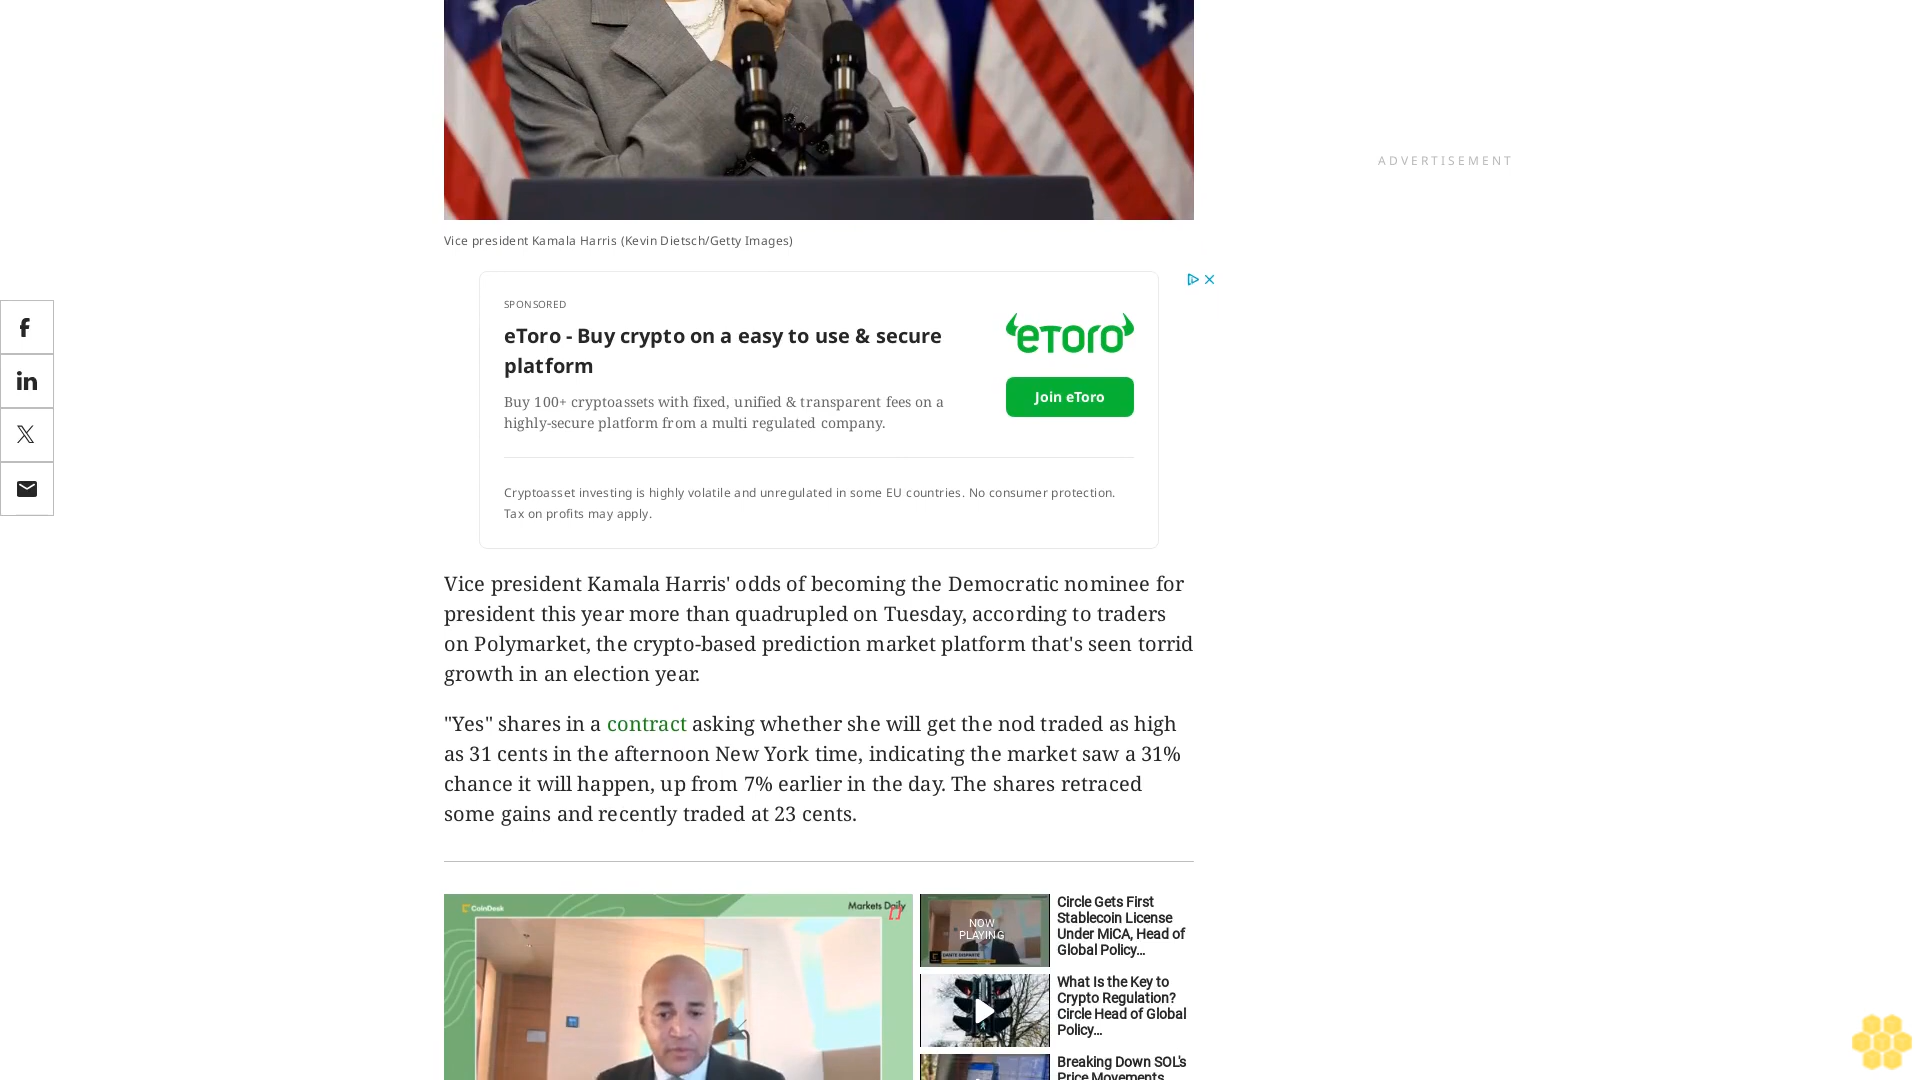 Vice president Kamala Harris (Kevin Dietsch/Getty Images)
ADVERTISEMENT
SPONSORED
eToro - Buy crypto on a easy to use & secure
platform
Buy 100+ cryptoassets with fixed, unified & transparent fees on a
highly-secure platform from a multi regulated company.
eTORO
Join eToro
Cryptoasset investing is highly volatile and unregulated in some EU countries. No consumer protection.
Tax on profits may apply.
Vice president Kamala Harris' odds of becoming the Democratic nominee for
president this year more than quadrupled on Tuesday, according to traders
on Polymarket, the crypto-based prediction market platform that's seen torrid
growth in an election year.
"Yes" shares in a contract asking whether she will get the nod traded as high
as 31 cents in the afternoon New York time, indicating the market saw a 31%
chance it will happen, up from 7% earlier in the day. The shares retraced
some gains and recently traded at 23 cents.
CoinDesk
Markets Daily
NOW
PLAYING
DANTE DISPARTE
Circle Gets First
Stablecoin License
Under MiCA, Head of
Global Policy...
What Is the Key to
Crypto Regulation?
Circle Head of Global
Policy...
Breaking Down SOL's
Price Movements